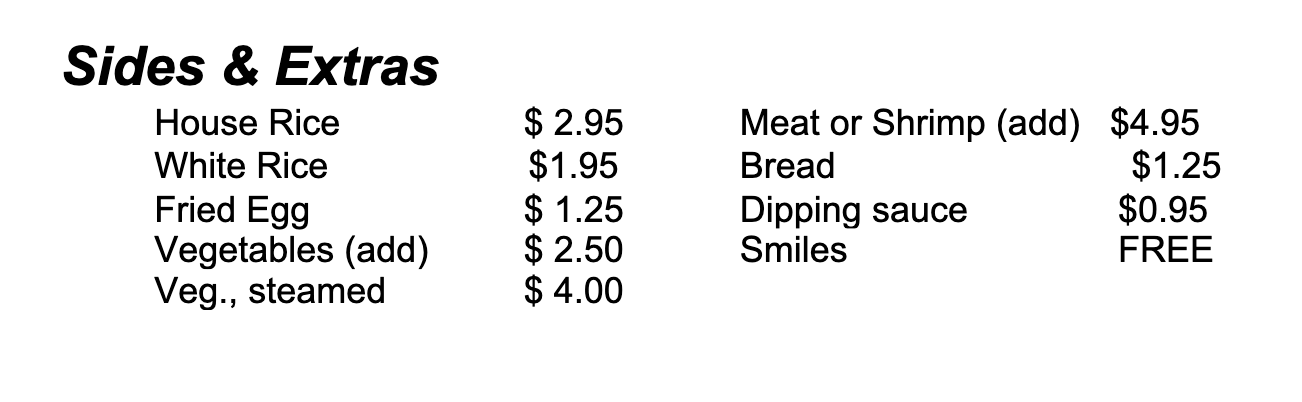 Sides & Extras
House Rice $ 2.95 Meat or Shrimp (add) $4.95
White Rice $1.95 Bread $1.25
Fried Egg $ 1.25 Dipping sauce $0.95
Vegetables (add) $ 2.50 Smiles FREE
Veg., steamed $ 4.00